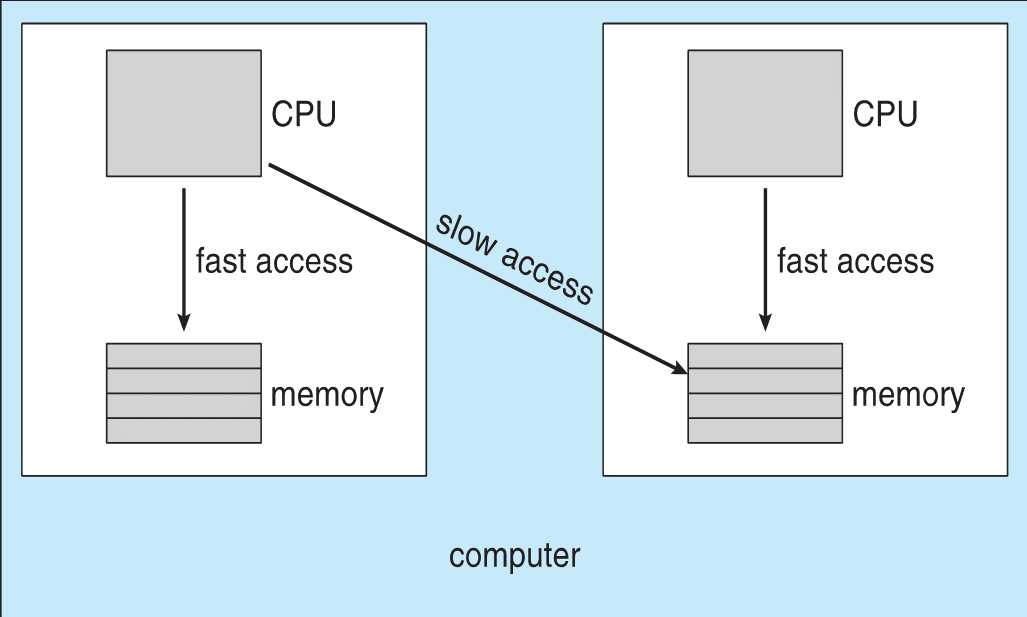 CPU
CPU
slow access
fast access
fast access
memory
memory
computer